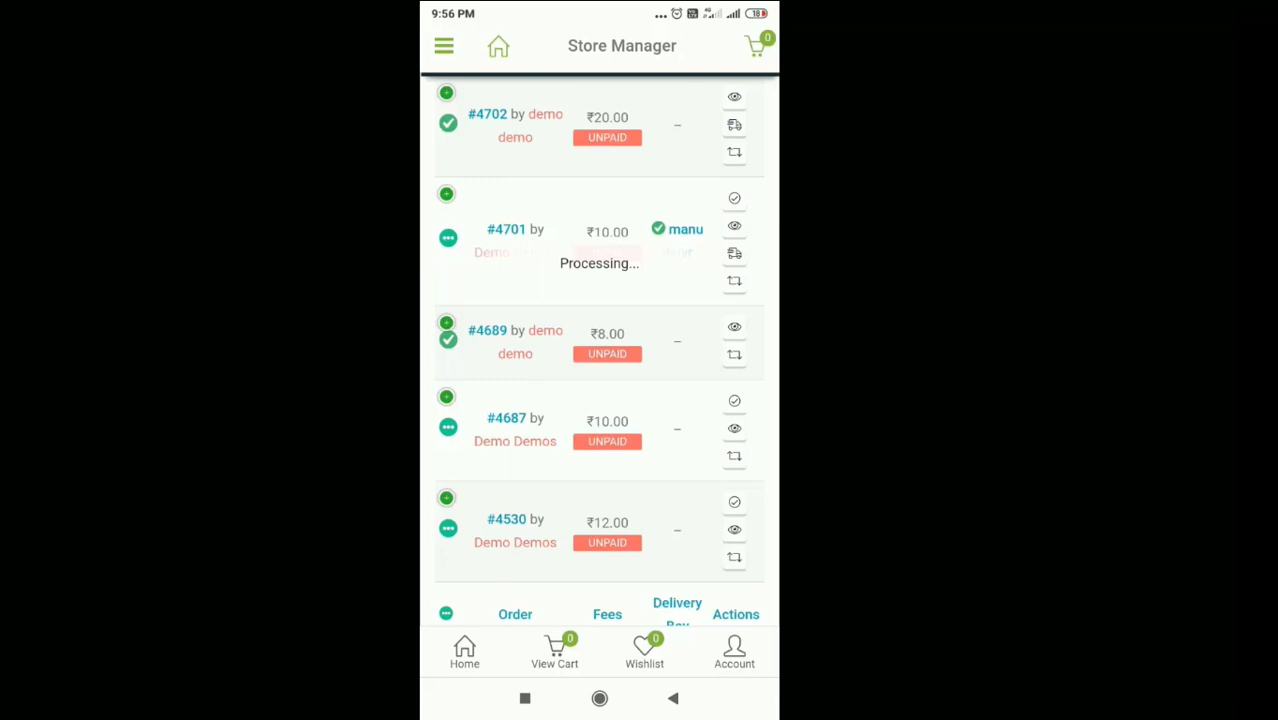 9:56 PM
4G
18
Store Manager
0
#4702 by demo
demo
₹20.00
UNPAID
–
#4701 by
Demo
₹10.00
manu
Processing...
#4689 by demo
demo
₹8.00
UNPAID
–
#4687 by
Demo Demos
₹10.00
UNPAID
–
#4530 by
Demo Demos
₹12.00
UNPAID
–
Order
Fees
Delivery
Boy
Actions
0
0
Home
View Cart
Wishlist
Account